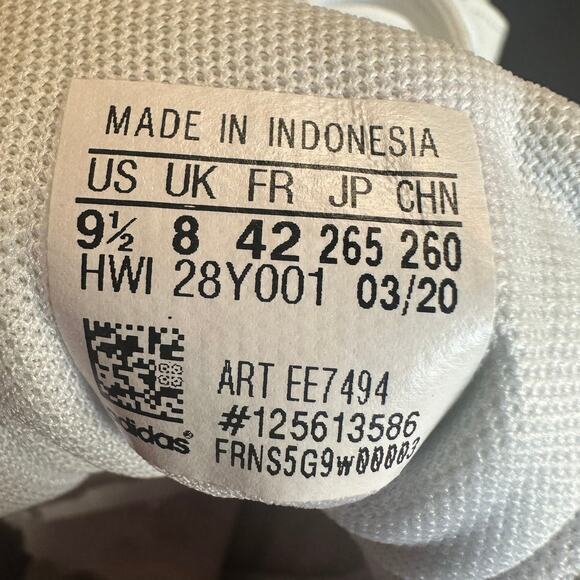 MADE IN INDONESIA
US UK FR JP CHN
9½ 8 42 265 260
HWI 28Y001 03/20
ART EE7494
#125613586
adidas®
FRNS5G9w00003